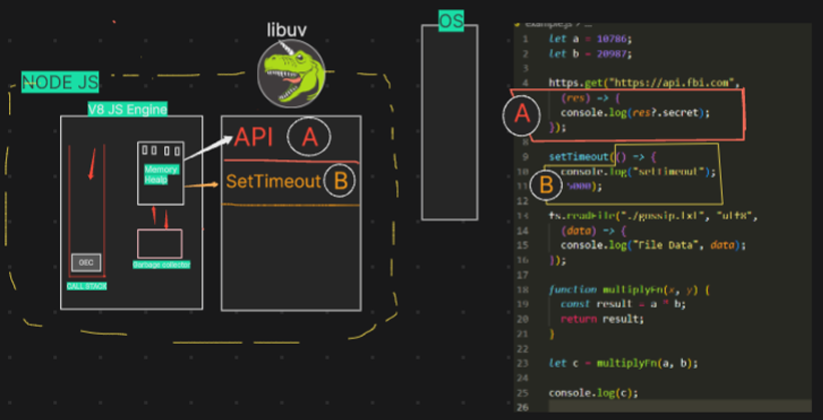 libuv
OS
NODE JS
V8 JS Engine
Memory
Healp
GEC
CALL STACK
Garbage collector
API A
SetTimeout B
A
B
example.js
1 let a = 10786;
2 let b = 20987;
3
4 https.get("https://api.fbi.com",
5 (res) => {
6 console.log(res?.secret);
7 });
8
9 setTimeout(() => {
10 console.log("setTimeout");
11 5000);
12
fs.readFile("./gossip.txt", "utf8",
14 (data) => {
15 console.log("File Data", data);
16 });
17
18 function multiplyFn(x, y) {
19 const result = a * b;
20 return result;
21 }
22
23 let c = multiplyFn(a, b);
24
25 console.log(c);
26